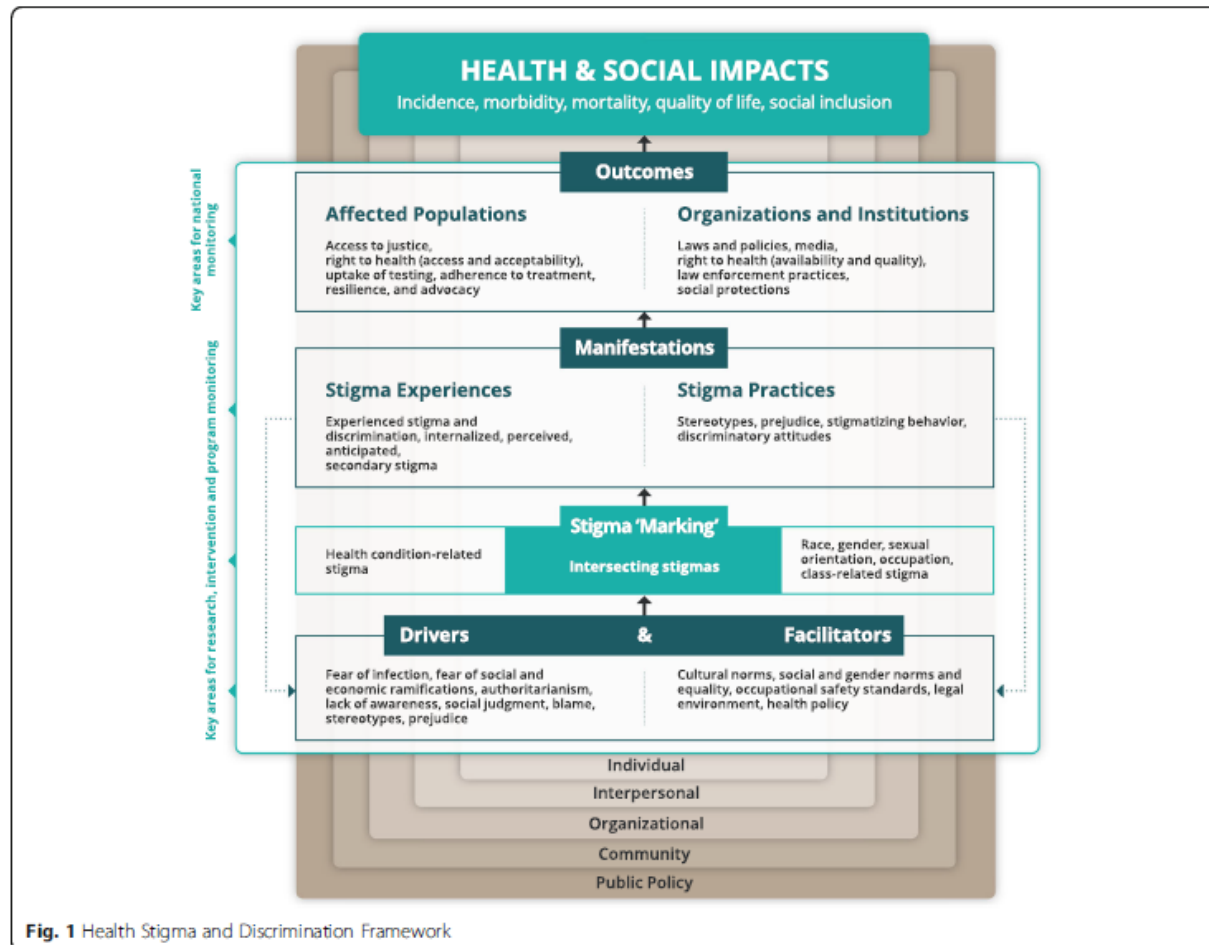 HEALTH & SOCIAL IMPACTS
Incidence, morbidity, mortality, quality of life, social inclusion
Outcomes
Key areas for national
monitoring
Affected Populations
Access to justice,
right to health (access and acceptability),
uptake of testing, adherence to treatment,
resilience, and advocacy
Organizations and Institutions
Laws and policies, media,
right to health (availability and quality),
law enforcement practices,
social protections
Manifestations
Key areas for research, intervention and program monitoring
Stigma Experiences
Experienced stigma and
discrimination, internalized, perceived,
anticipated,
secondary stigma
Stigma Practices
Stereotypes, prejudice, stigmatizing behavior,
discriminatory attitudes
Stigma ‘Marking’
Health condition-related
stigma
Intersecting stigmas
Race, gender, sexual
orientation, occupation,
class-related stigma
Drivers & Facilitators
Fear of infection, fear of social and
economic ramifications, authoritarianism,
lack of awareness, social judgment, blame,
stereotypes, prejudice
Cultural norms, social and gender norms and
equality, occupational safety standards, legal
environment, health policy
Individual
Interpersonal
Organizational
Community
Public Policy
Fig. 1 Health Stigma and Discrimination Framework